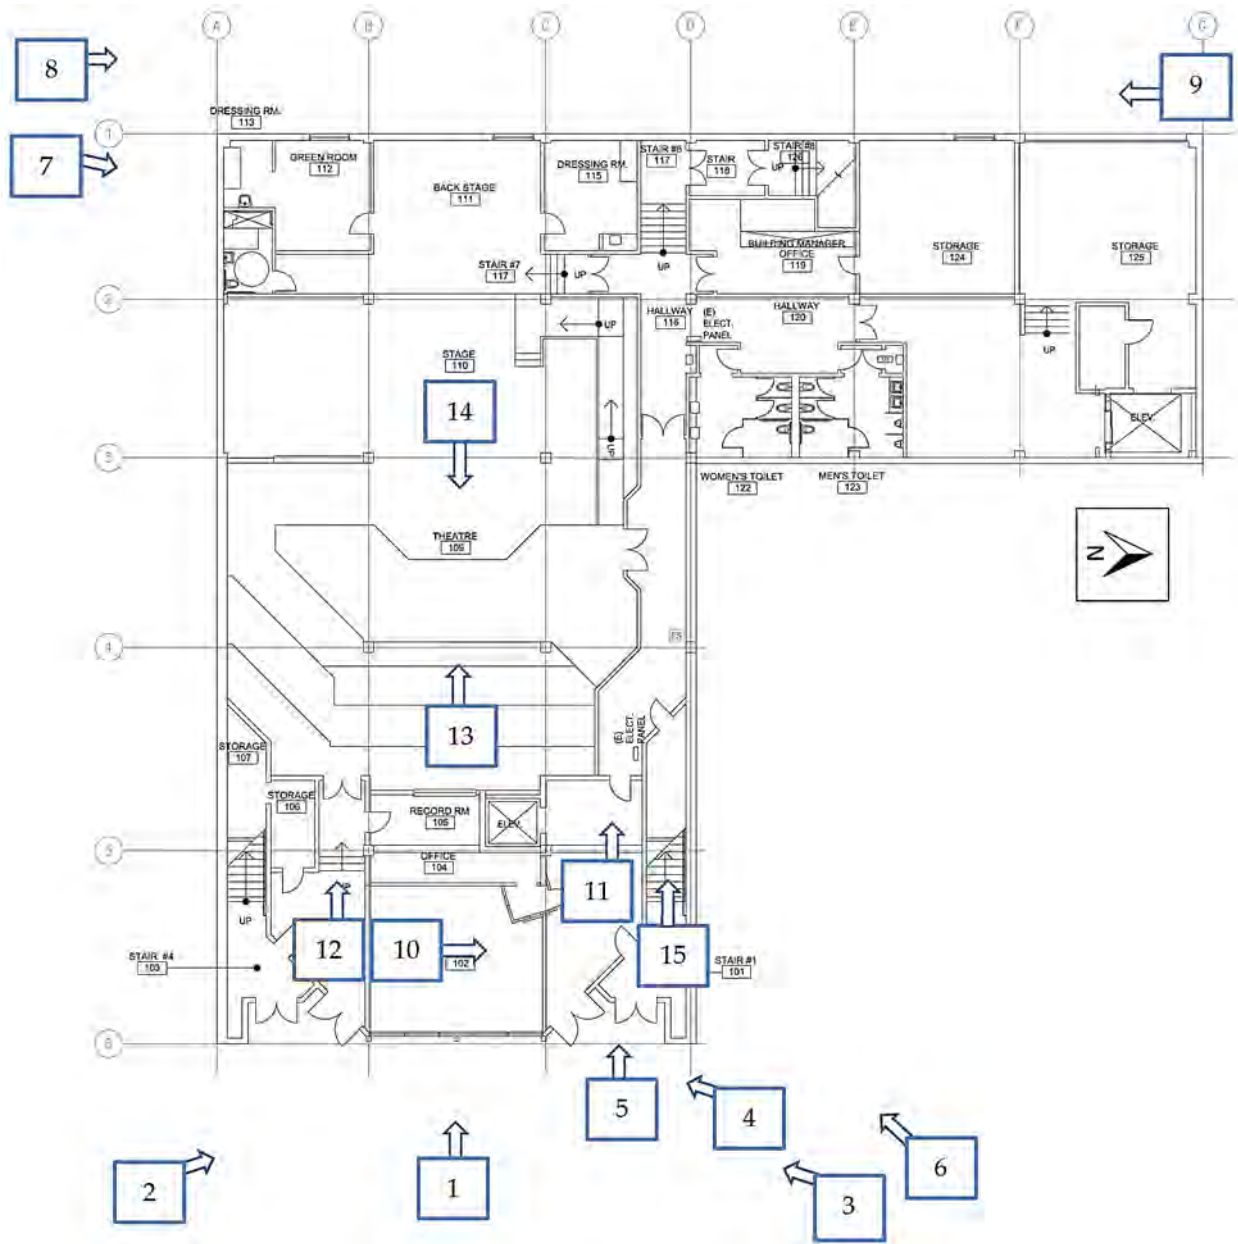 A B C D E F G
8
9
DRESSING RM.
113
1
7
GREEN ROOM
112
BACK STAGE
111
DRESSING RM.
115
STAIR #6
117
STAIR
118
STAIR #8
126
UP
STORAGE
124
STORAGE
125
BUILDING MANAGER
OFFICE
119
STAIR #7
117
UP
UP
2
HALLWAY
116
(E)
ELECT.
PANEL
HALLWAY
120
UP
UP
STAGE
110
14
UP
ELEV.
3
WOMEN'S TOILET
122
MEN'S TOILET
123
THEATRE
109
N
4
13
(E)
ELECT.
PANEL
STORAGE
107
STORAGE
106
RECORD RM
105
ELEV.
5
OFFICE
104
UP
UP
11
12
10
102
15
STAIR #4
103
STAIR #1
101
6
5
4
6
2
1
3